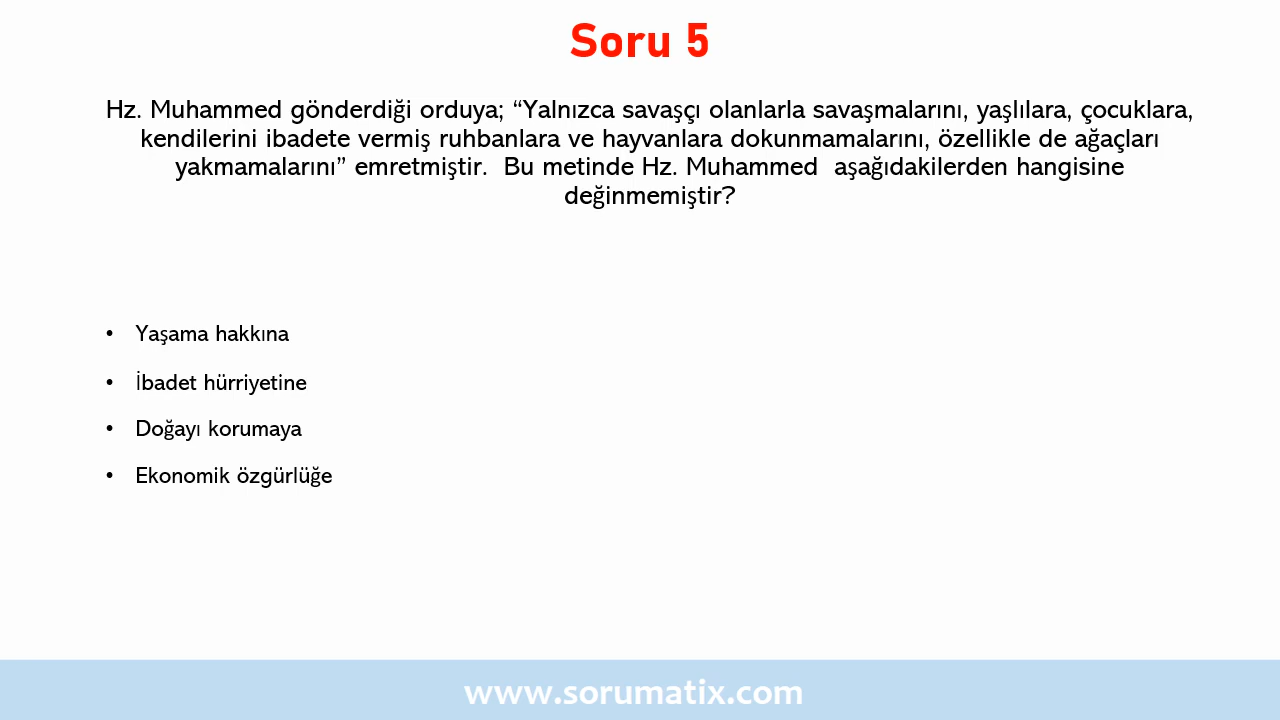 Soru 5
Hz. Muhammed gönderdiği orduya; “Yalnızca savaşçı olanlarla savaşmalarını, yaşlılara, çocuklara,
kendilerini ibadete vermiş ruhbanlara ve hayvanlara dokunmamalarını, özellikle de ağaçları
yakmamalarını” emretmiştir.  Bu metinde Hz. Muhammed  aşağıdakilerden hangisine
değinmemiştir?
• Yaşama hakkına
• İbadet hürriyetine
• Doğayı korumaya
• Ekonomik özgürlüğe
www.sorumatix.com